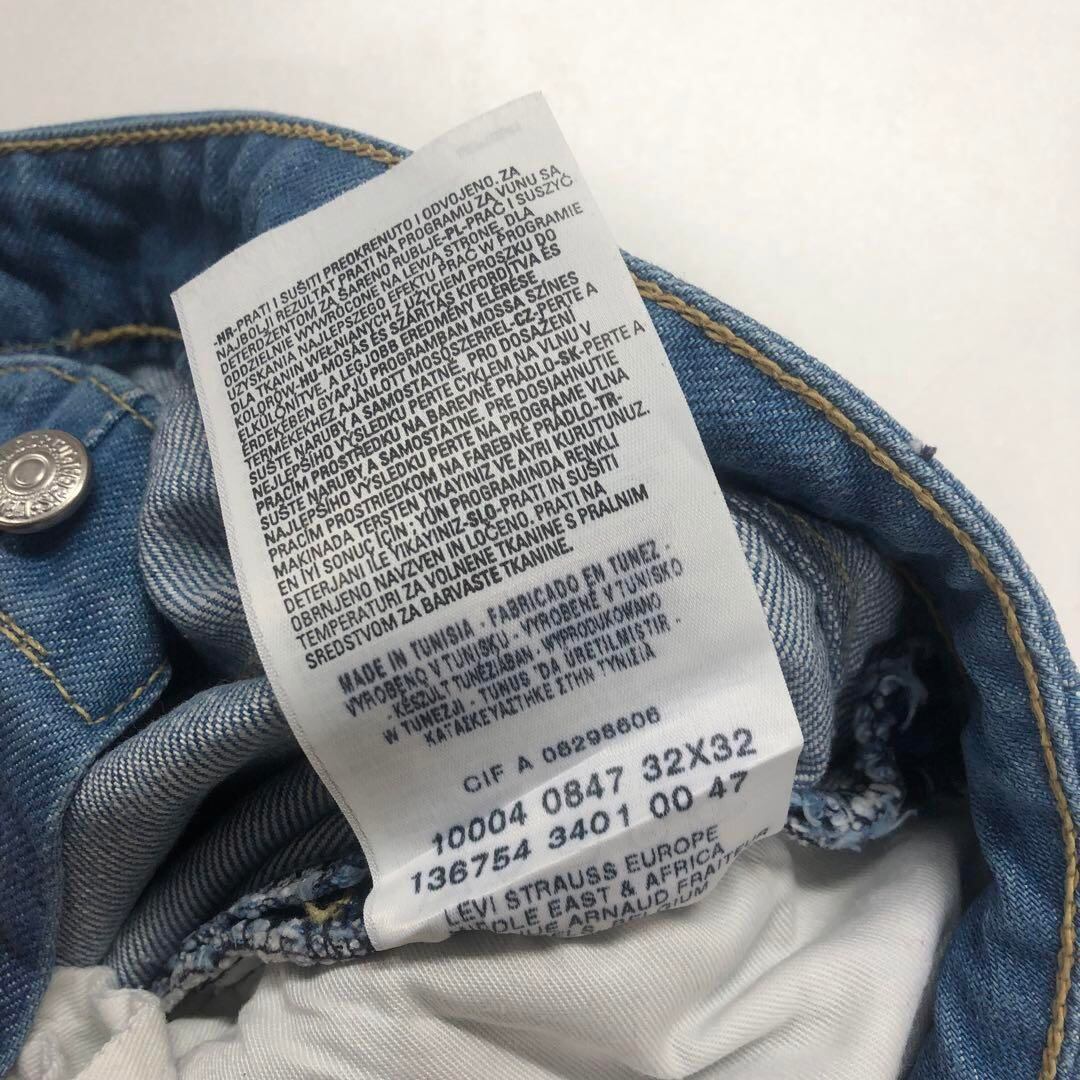 -HR-PRATI I SUŠITI PREOKRENUTO I ODVOJENO. ZA
NAJBOLJI REZULTAT PRATI NA PROGRAMU ZA VUNU SA
DETERDŽENTOM ZA ŠARENO RUBLJE-PL-PRAĆ I SUSZYĆ
ODDZIELNIE WYWRÓCONE NA LEWĄ STRONĘ, DLA
UZYSKANIA NAJLEPSZEGO EFEKTU PRAĆ W PROGRAMIE
DLA TKANIN WEŁNIANYCH Z UŻYCIEM PROSZKU DO
KOLORÓW-HU-MOSÁS ÉS SZÁRÍTÁS KIFORDÍTVA ÉS
ELKÜLÖNÍTVE. A LEGJOBB EREDMÉNY ELÉRÉSE
ÉRDEKÉBEN GYAPJÚ PROGRAMBAN MOSSA SZÍNES
TERMÉKEKHEZ AJÁNLOTT MOSÓSZERREL-CZ-PERTE A
SUŠTE NARUBY A SAMOSTATNĚ. PRO DOSAŽENÍ
NEJLEPŠÍHO VÝSLEDKU PERTE CYKLEM NA VLNU V
PRACÍM PROSTŘEDKU NA BAREVNÉ PRÁDLO-SK-PERTE A
SUŠTE NARUBY A SAMOSTATNE. PRE DOSIAHNUTIE
NAJLEPŠIEHO VÝSLEDKU PERTE NA PROGRAME VLNA
PRACÍM PROSTRIEDKOM NA FAREBNÉ PRÁDLO-TR-
MAKINADA TERSTEN YIKAYINIZ VE AYRI KURUTUNUZ.
EN İYİ SONUÇ İÇİN; YÜN PROGRAMINDA RENKLI
DETERJANI ILE YIKAYINIZ-SLO-PRATI IN SUŠITI
OBRNJENO NAVZVEN IN LOČENO. PRATI NA
TEMPERATURI ZA VOLNENE TKANINE S PRALNIM
SREDSTVOM ZA BARVASTE TKANINE.
MADE IN TUNISIA - FABRICADO EN TUNEZ -
VYROBENO V TUNISKU - VYROBENÉ V TUNISKO
- KÉSZÜLT TUNÉZIÁBAN - WYPRODUKOWANO
W TUNEZJI - TUNUS 'DA ÜRETILMISTIR -
ΚΑΤΑΣΚΕΥΑΣΤΗΚΕ ΣΤΗΝ ΤΥΝΙΖΙΑ
CIF A 06298606
10004 0847 32X32
136754 3401 00 47
LEVI STRAUSS EUROPE
MIDDLE EAST & AFRICA
ARNAUD FRAITEUR
BELGIUM